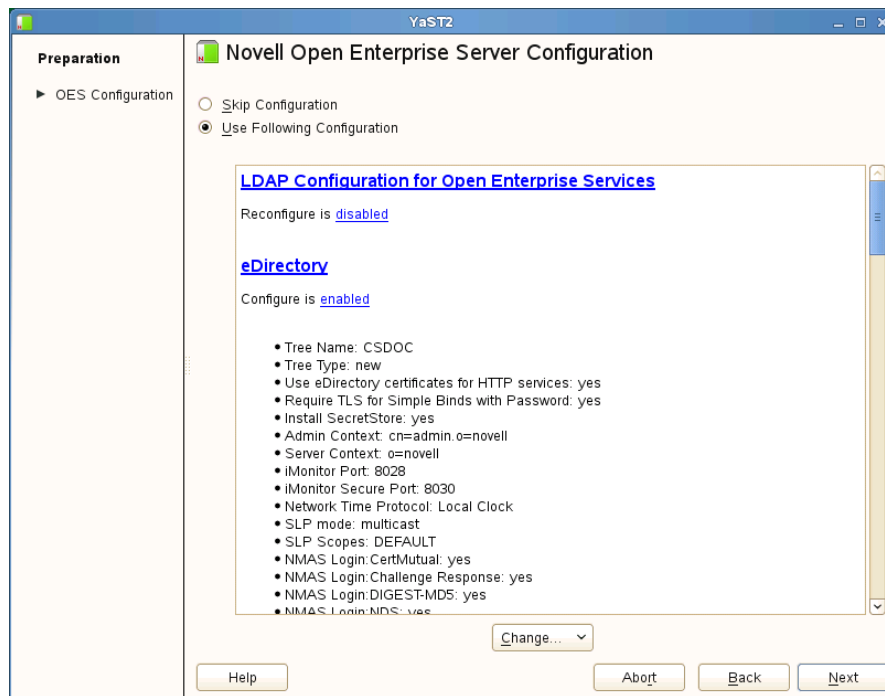 YaST2
Preparation
OES Configuration
Novell Open Enterprise Server Configuration
Skip Configuration
Use Following Configuration
LDAP Configuration for Open Enterprise Services
Reconfigure is disabled
eDirectory
Configure is enabled
• Tree Name: CSDOC
• Tree Type: new
• Use eDirectory certificates for HTTP services: yes
• Require TLS for Simple Binds with Password: yes
• Install SecretStore: yes
• Admin Context: cn=admin.o=novell
• Server Context: o=novell
• iMonitor Port: 8028
• iMonitor Secure Port: 8030
• Network Time Protocol: Local Clock
• SLP mode: multicast
• SLP Scopes: DEFAULT
• NMAS Login:CertMutual: yes
• NMAS Login:Challenge Response: yes
• NMAS Login:DIGEST-MD5: yes
• NMAS Login:NDS: yes
Change...
Help
Abort
Back
Next